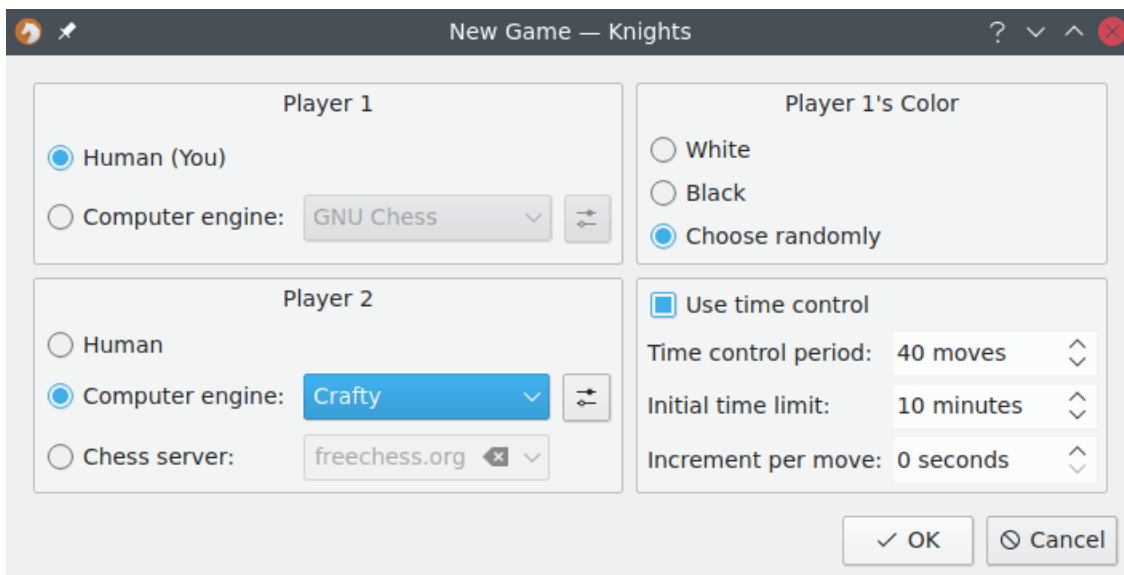 New Game — Knights
Player 1
Human (You)
Computer engine: GNU Chess
Player 2
Human
Computer engine: Crafty
Chess server: freechess.org
Player 1's Color
White
Black
Choose randomly
Use time control
Time control period: 40 moves
Initial time limit: 10 minutes
Increment per move: 0 seconds
OK Cancel